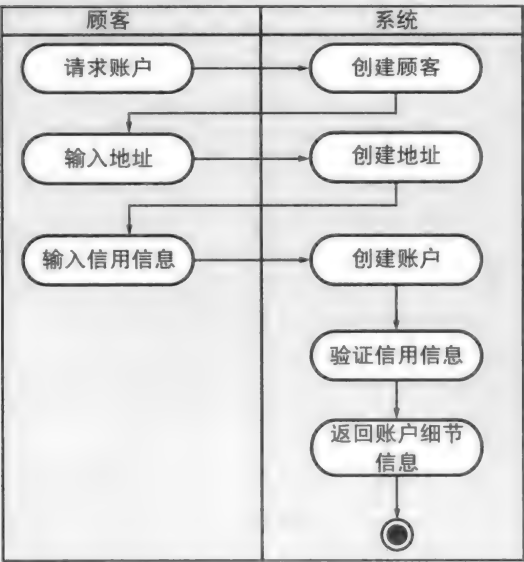 顾客
系统
请求账户
创建顾客
输入地址
创建地址
输入信用信息
创建账户
验证信用信息
返回账户细节
信息